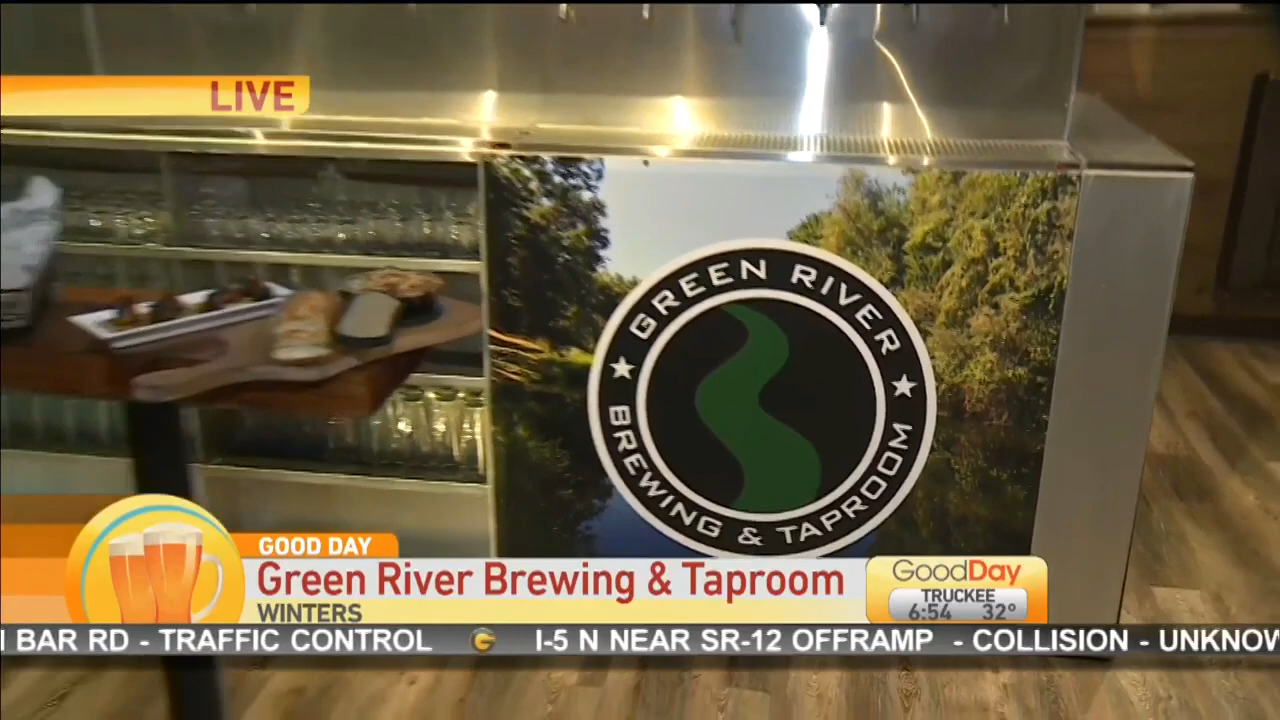 LIVE
GREEN RIVER
BREWING & TAPROOM
GOOD DAY
Green River Brewing & Taproom
WINTERS
GoodDay
TRUCKEE
6:54 32°
BAR RD - TRAFFIC CONTROL I-5 N NEAR SR-12 OFFRAMP - COLLISION - UNKNOW